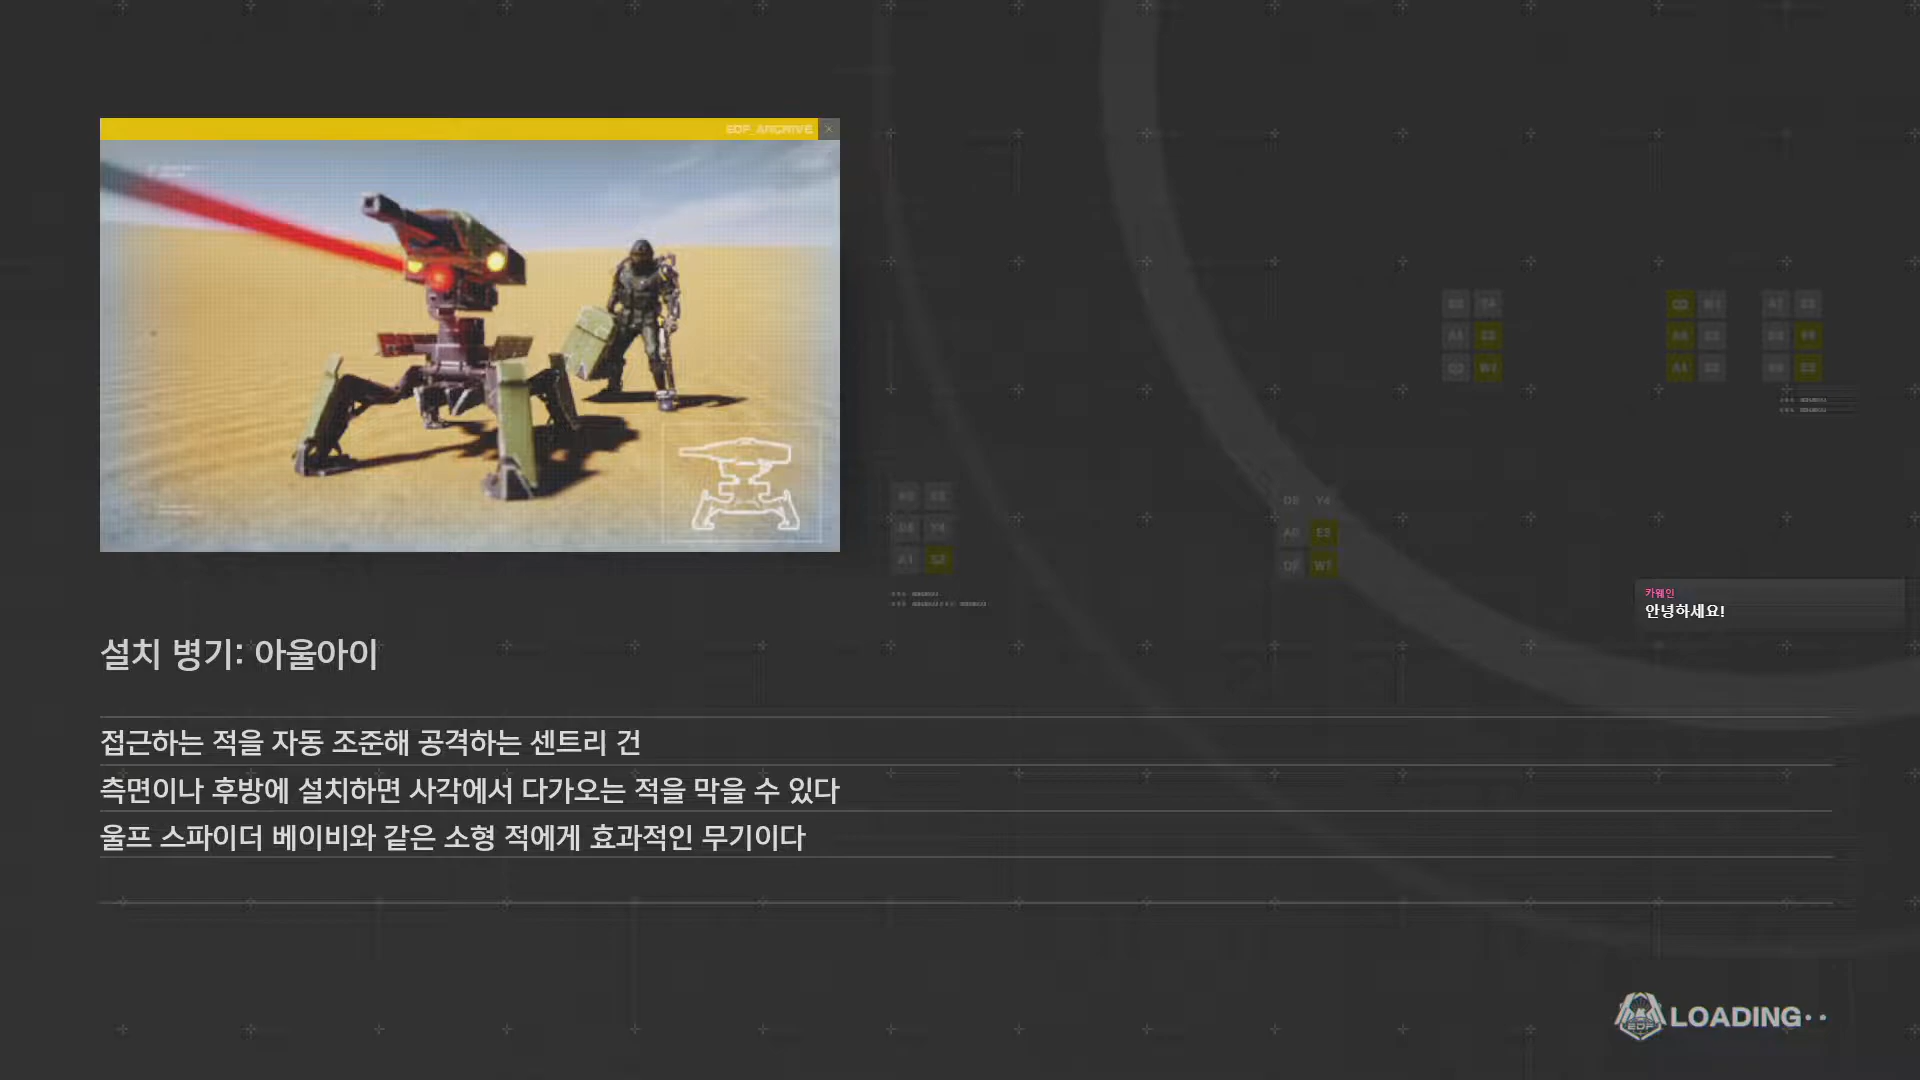 EDF_ARCHIVE
설치 병기: 아울아이
접근하는 적을 자동 조준해 공격하는 센트리 건
측면이나 후방에 설치하면 사각에서 다가오는 적을 막을 수 있다
울프 스파이더 베이비와 같은 소형 적에게 효과적인 무기이다
카웨인
안녕하세요!
EDF
LOADING··